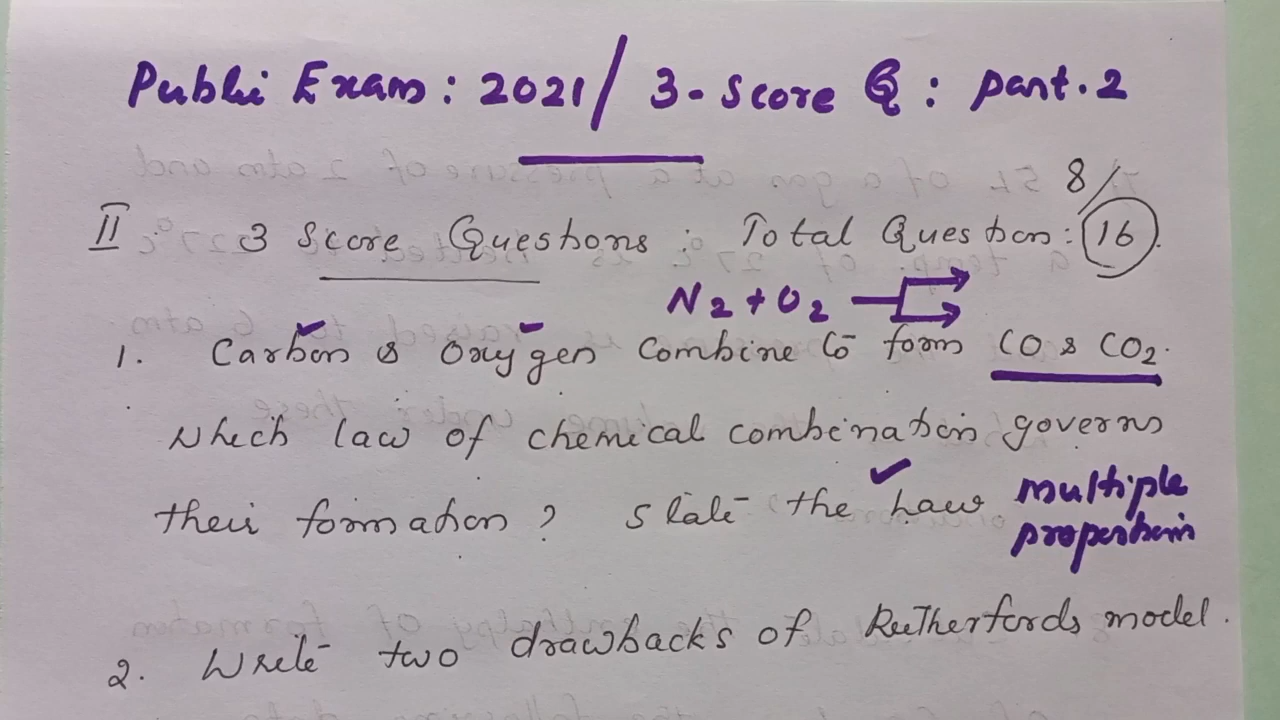 Public Exam: 2021/ 3-Score Q: part.2
8/
II 3 Score Questions: Total Question: 16.
N2+O2
1. Carbon & Oxygen Combine to form CO & CO2.
which law of chemical combination governs
their formation? State the Law. multiple
proportion
2. Write two drawbacks of Rutherfords model.